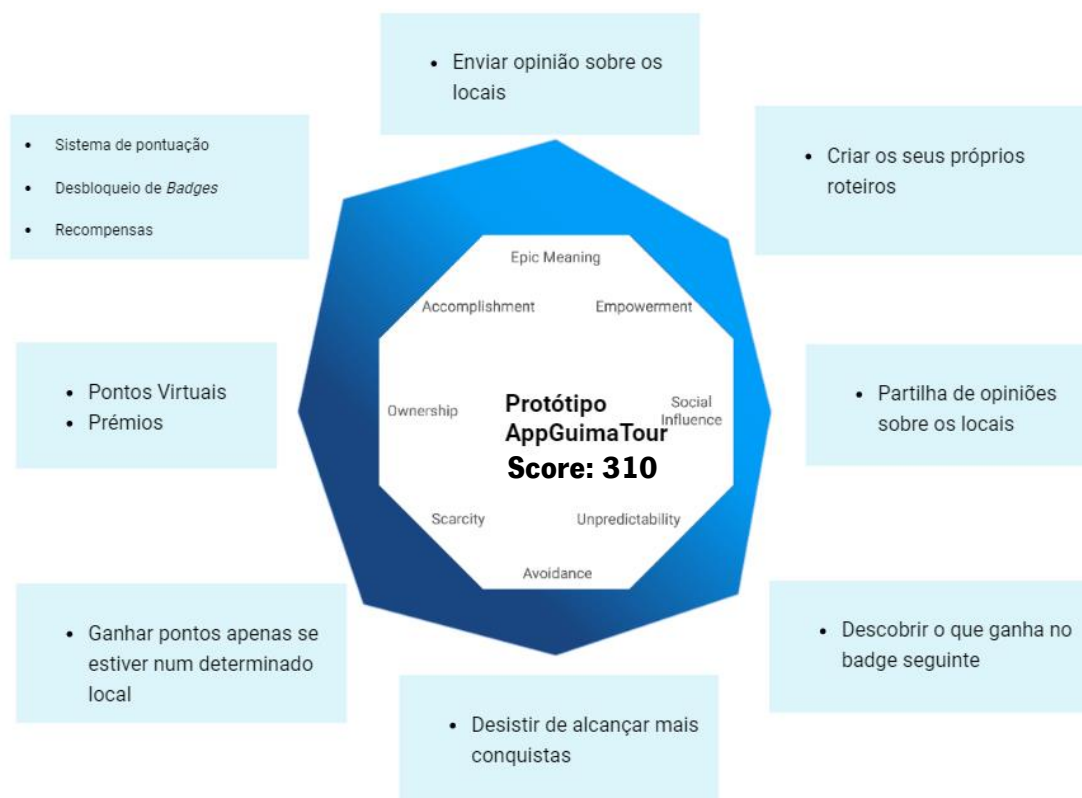 • Enviar opinião sobre os
locais
• Sistema de pontuação
• Desbloqueio de Badges
• Recompensas
• Criar os seus próprios
roteiros
Epic Meaning
Accomplishment
Empowerment
• Pontos Virtuais
• Prémios
Ownership
Protótipo
AppGuimaTour
Score: 310
Social
Influence
• Partilha de opiniões
sobre os locais
Scarcity
Unpredictability
Avoidance
• Ganhar pontos apenas se
estiver num determinado
local
• Descobrir o que ganha no
badge seguinte
• Desistir de alcançar mais
conquistas